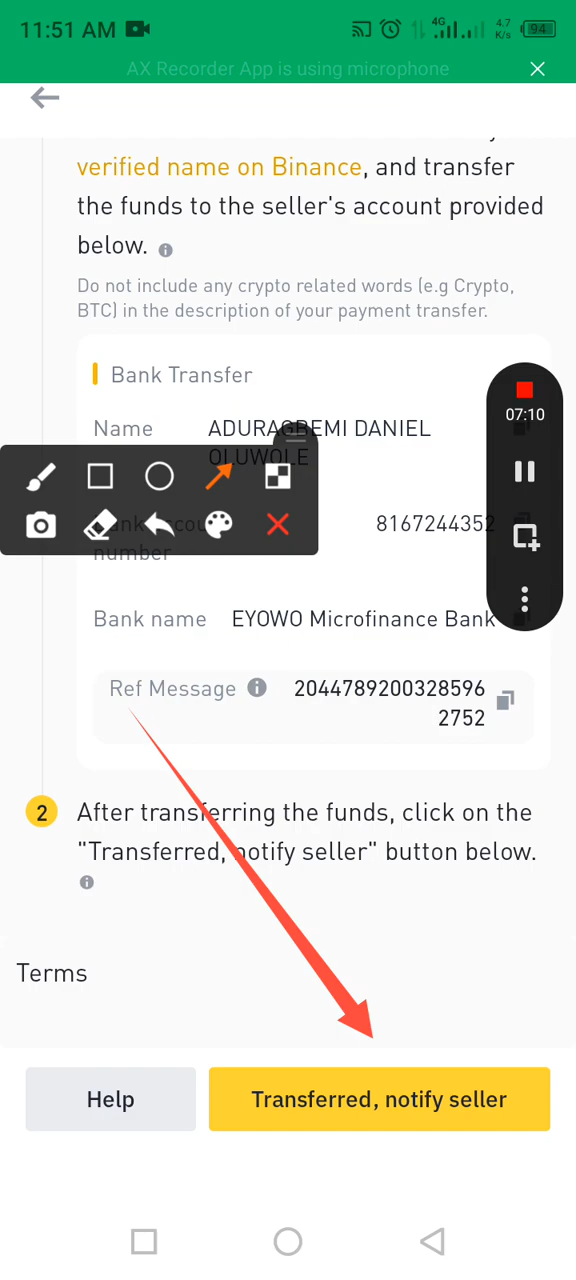 11:51 AM
4G
4.7
K/s
94
AX Recorder App is using microphone
verified name on Binance, and transfer
the funds to the seller's account provided
below.
Do not include any crypto related words (e.g Crypto,
BTC) in the description of your payment transfer.
Bank Transfer
Name
ADURAGBEMI DANIEL
OLUWOLE
07:10
8167244352
number
Bank name
EYOWO Microfinance Bank
Ref Message
2044789200328596
2752
2
After transferring the funds, click on the
"Transferred, notify seller" button below.
Terms
Help
Transferred, notify seller